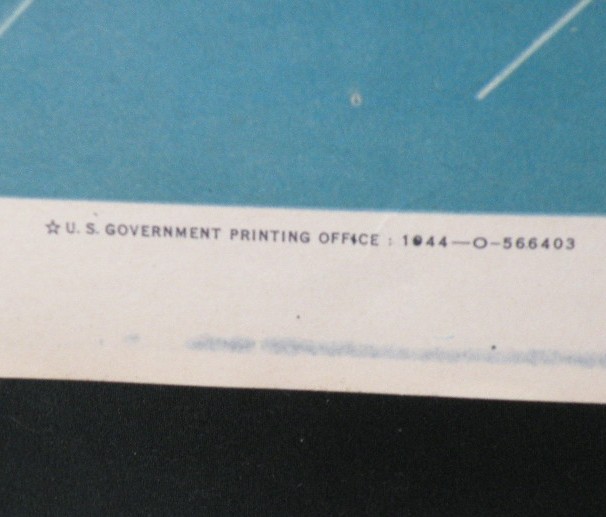 ☆ U. S. GOVERNMENT PRINTING OFFICE : 1944—O-566403